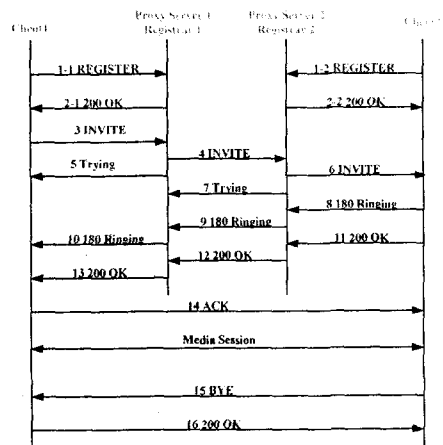 Client1
Proxy Server 1
Registrar 1
Proxy Server 2
Registrar 2
1-1 REGISTER
1-2 REGISTER
2-1 200 OK
2-2 200 OK
3 INVITE
4 INVITE
5 Trying
6 INVITE
7 Trying
8 180 Ringing
9 180 Ringing
10 180 Ringing
11 200 OK
12 200 OK
13 200 OK
14 ACK
Media Session
15 BYE
16 200 OK